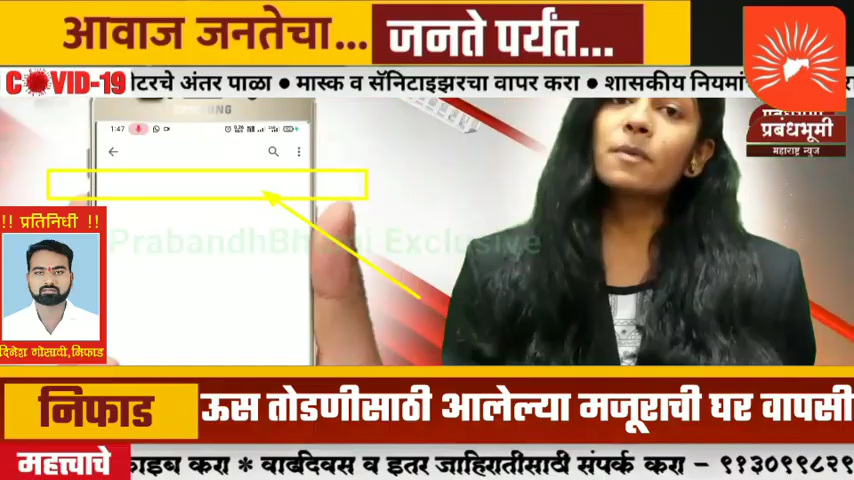 आवाज जनतेचा... जनते पर्यंत...
COVID-19 मीटरचे अंतर पाळा ● मास्क व सॅनिटाइझरचा वापर करा ● शासकीय नियमां
प्रबंधभूमी
महाराष्ट्र न्यूज
SAMSUNG
1:47
!! प्रतिनिधी !!
PrabandhBhumi Exclusive
दिनेश गोसावी,निफाड
निफाड ऊस तोडणीसाठी आलेल्या मजूराची घर वापसी
महत्त्वाचे काइब करा * वाढदिवस व इतर जाहिरातीसाठी संपर्क करा – ९१३०९९८२९